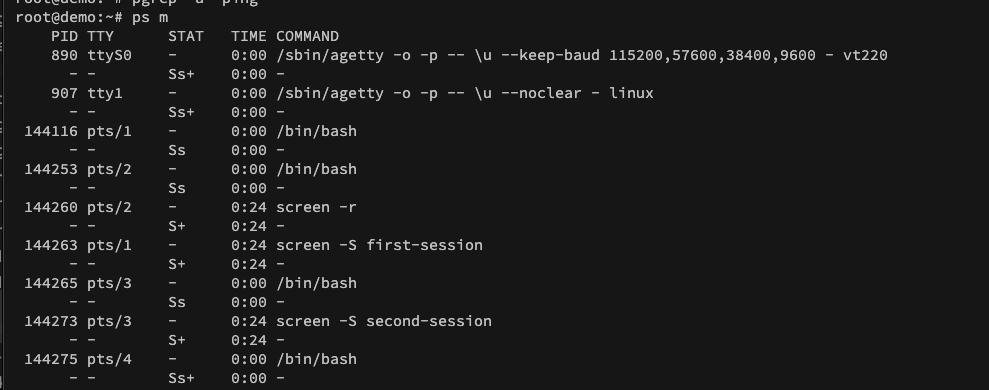 root@demo:~# pgrep -a ping
root@demo:~# ps m
PID TTY STAT TIME COMMAND
890 ttyS0 - 0:00 /sbin/agetty -o -p -- \u --keep-baud 115200,57600,38400,9600 - vt220
- - Ss+ 0:00 -
907 tty1 - 0:00 /sbin/agetty -o -p -- \u --noclear - linux
- - Ss+ 0:00 -
144116 pts/1 - 0:00 /bin/bash
- - Ss 0:00 -
144253 pts/2 - 0:00 /bin/bash
- - Ss 0:00 -
144260 pts/2 - 0:24 screen -r
- - S+ 0:24 -
144263 pts/1 - 0:24 screen -S first-session
- - S+ 0:24 -
144265 pts/3 - 0:00 /bin/bash
- - Ss 0:00 -
144273 pts/3 - 0:24 screen -S second-session
- - S+ 0:24 -
144275 pts/4 - 0:00 /bin/bash
- - Ss+ 0:00 -